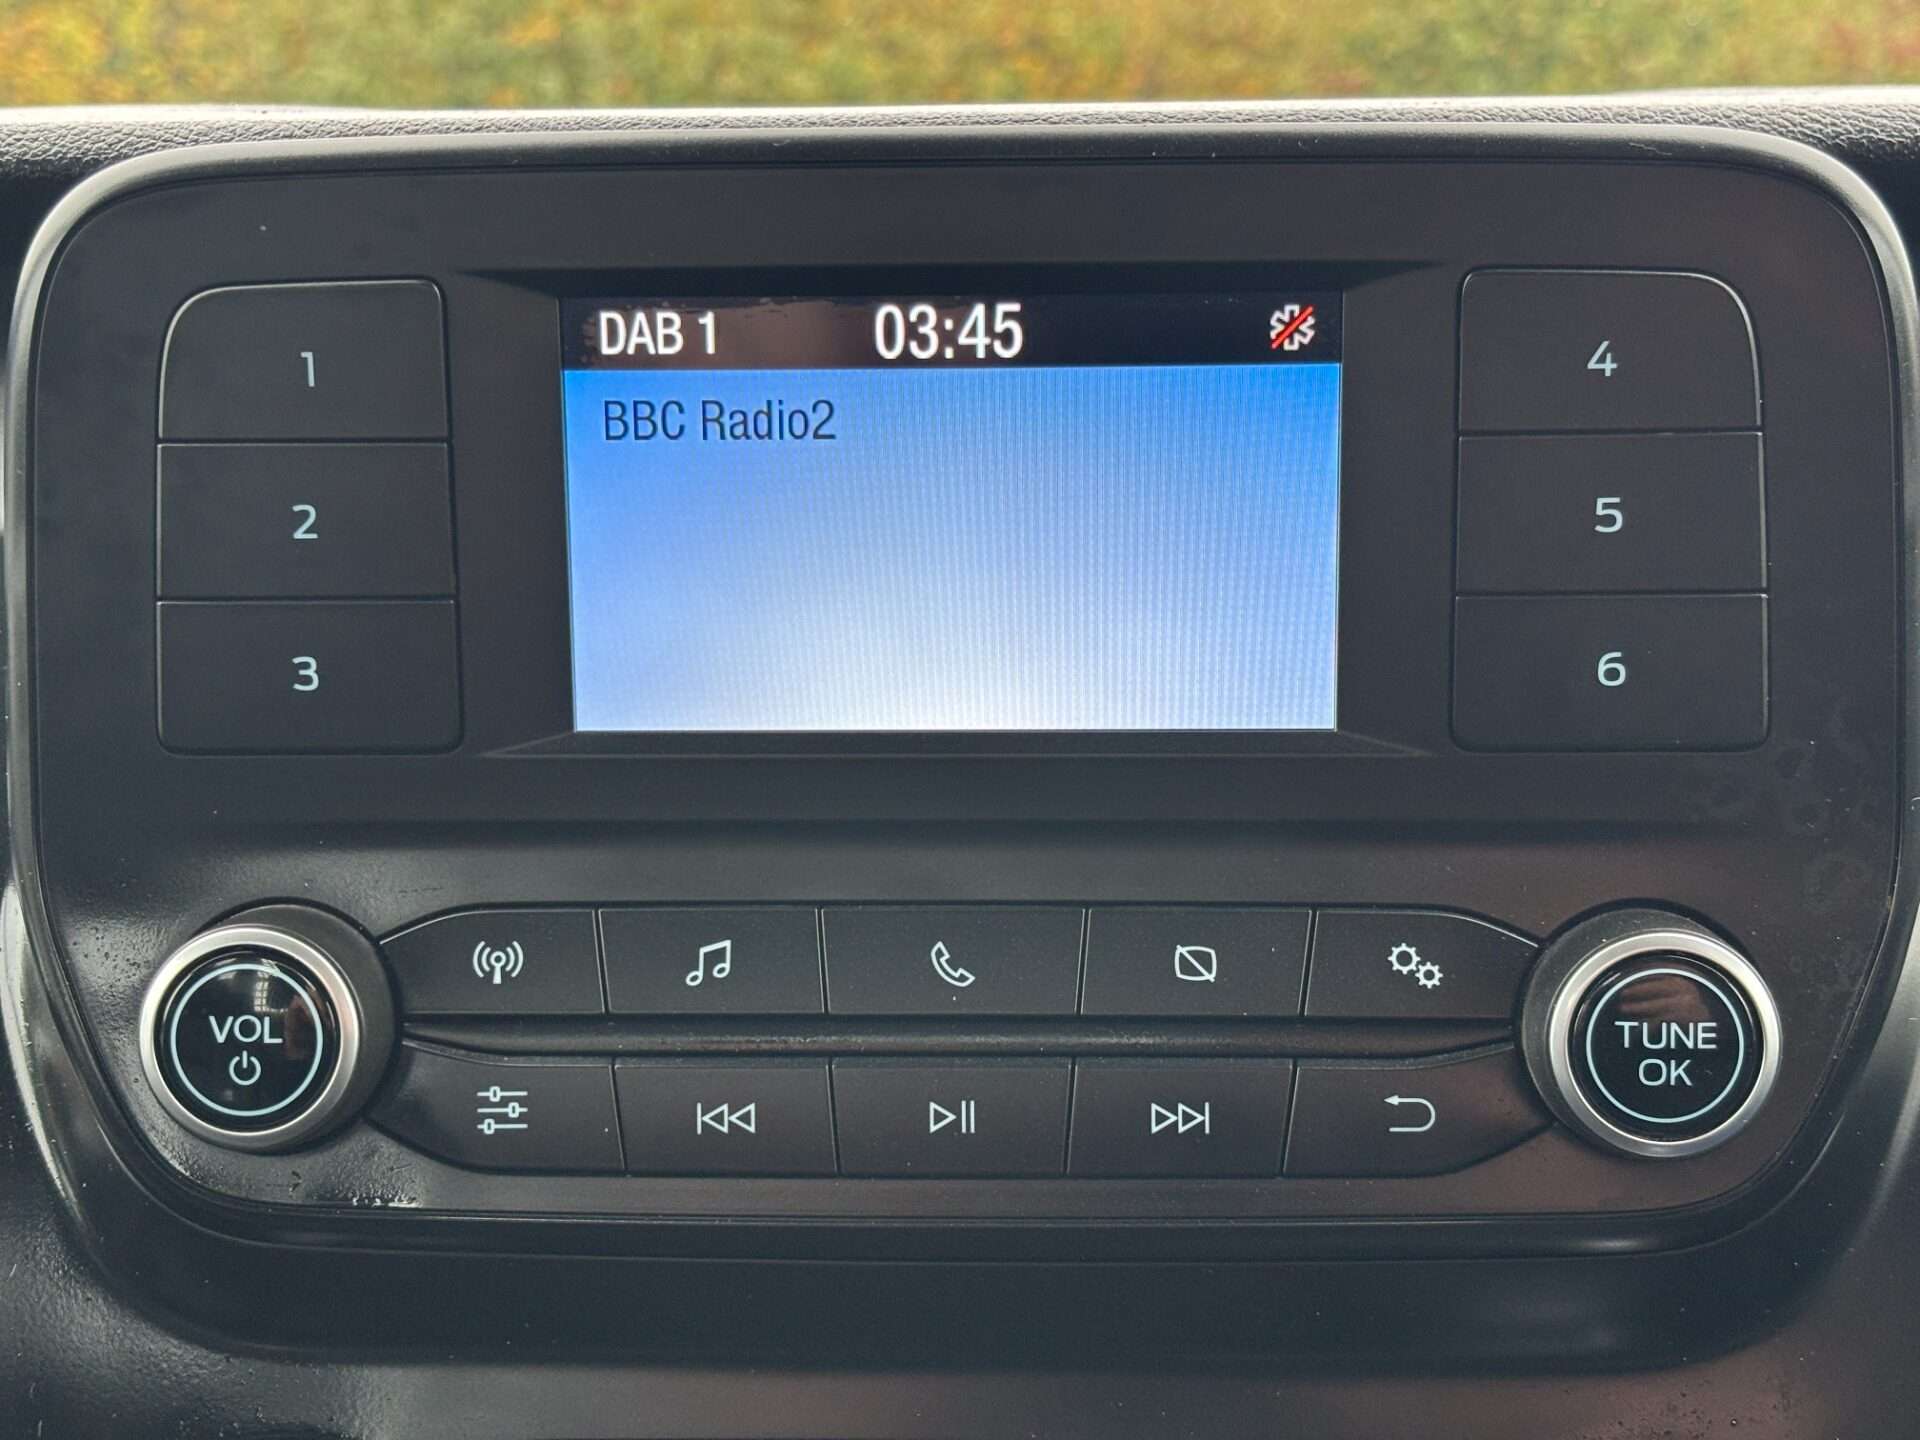 DAB 1 03:45
BBC Radio2
1
2
3
4
5
6
VOL
TUNE
OK